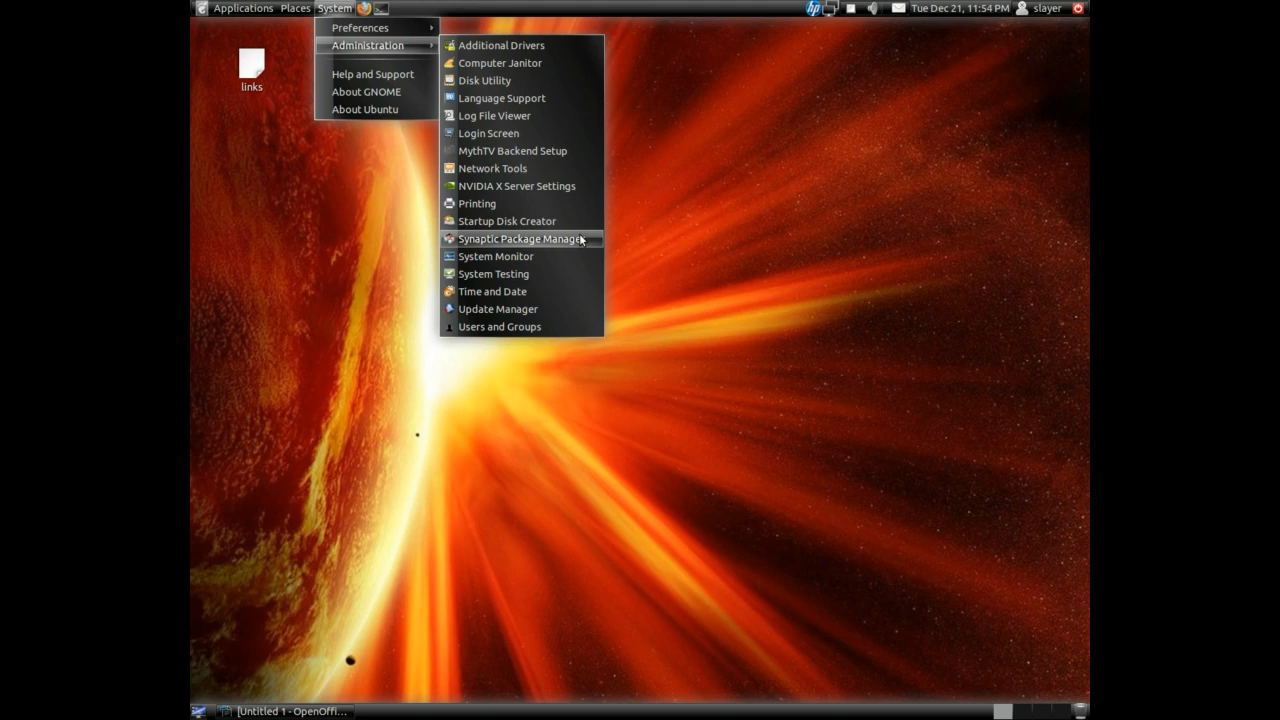 Applications Places System hp Tue Dec 21, 11:54 PM slayer
Preferences
Administration
Help and Support
About GNOME
About Ubuntu
Additional Drivers
Computer Janitor
Disk Utility
Language Support
Log File Viewer
Login Screen
MythTV Backend Setup
Network Tools
NVIDIA X Server Settings
Printing
Startup Disk Creator
Synaptic Package Manage
System Monitor
System Testing
Time and Date
Update Manager
Users and Groups
links
[Untitled 1 - OpenOffi...